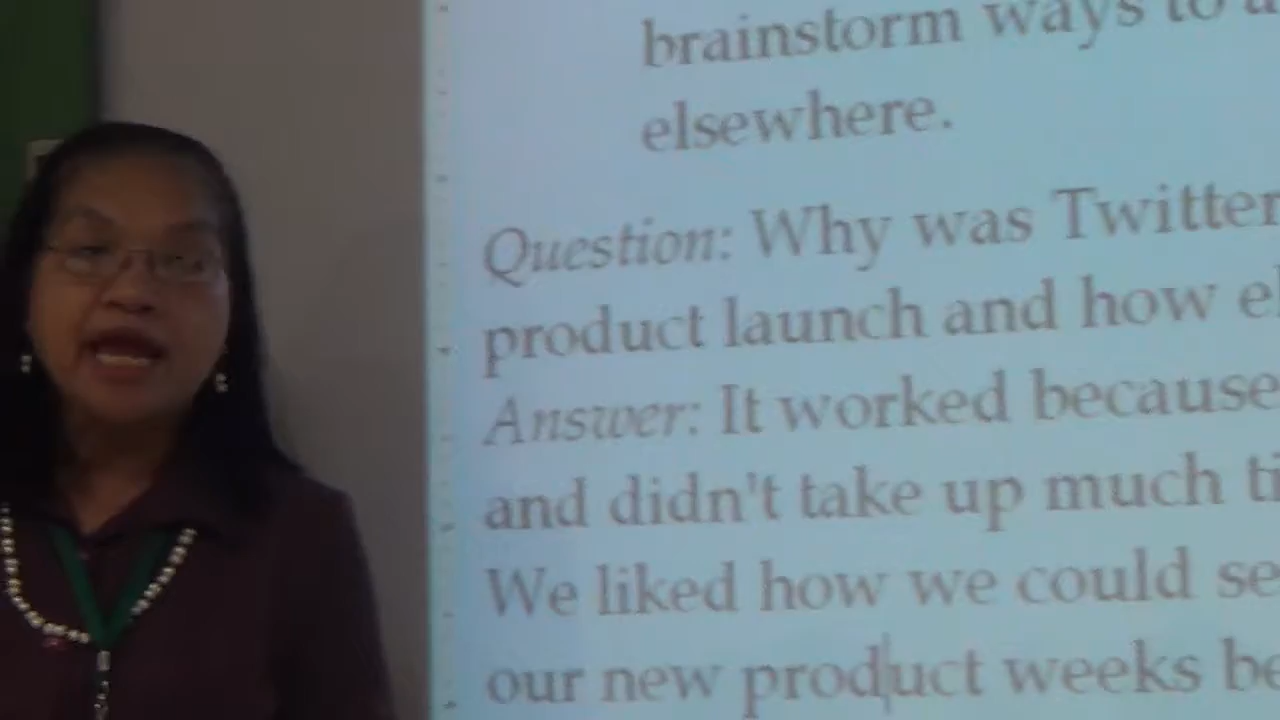 brainstorm ways to
elsewhere.
Question: Why was Twitter
product launch and how
Answer: It worked because
and didn't take up much
We liked how we could
our new product weeks